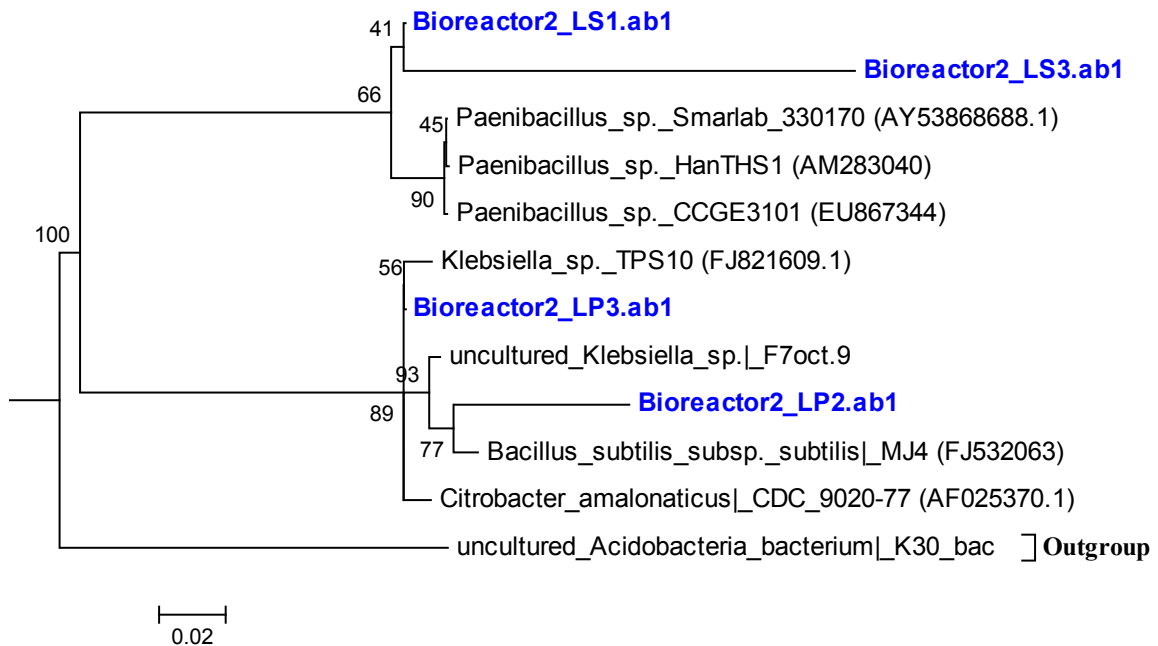 41
Bioreactor2_LS1.ab1
Bioreactor2_LS3.ab1
66
45
Paenibacillus_sp._Smarlab_330170 (AY53868688.1)
Paenibacillus_sp._HanTHS1 (AM283040)
90
Paenibacillus_sp._CCGE3101 (EU867344)
100
56
Klebsiella_sp._TPS10 (FJ821609.1)
Bioreactor2_LP3.ab1
uncultured_Klebsiella_sp.|_F7oct.9
93
Bioreactor2_LP2.ab1
89
77
Bacillus_subtilis_subsp._subtilis|_MJ4 (FJ532063)
Citrobacter_amalonaticus|_CDC_9020-77 (AF025370.1)
uncultured_Acidobacteria_bacterium|_K30_bac
Outgroup
0.02